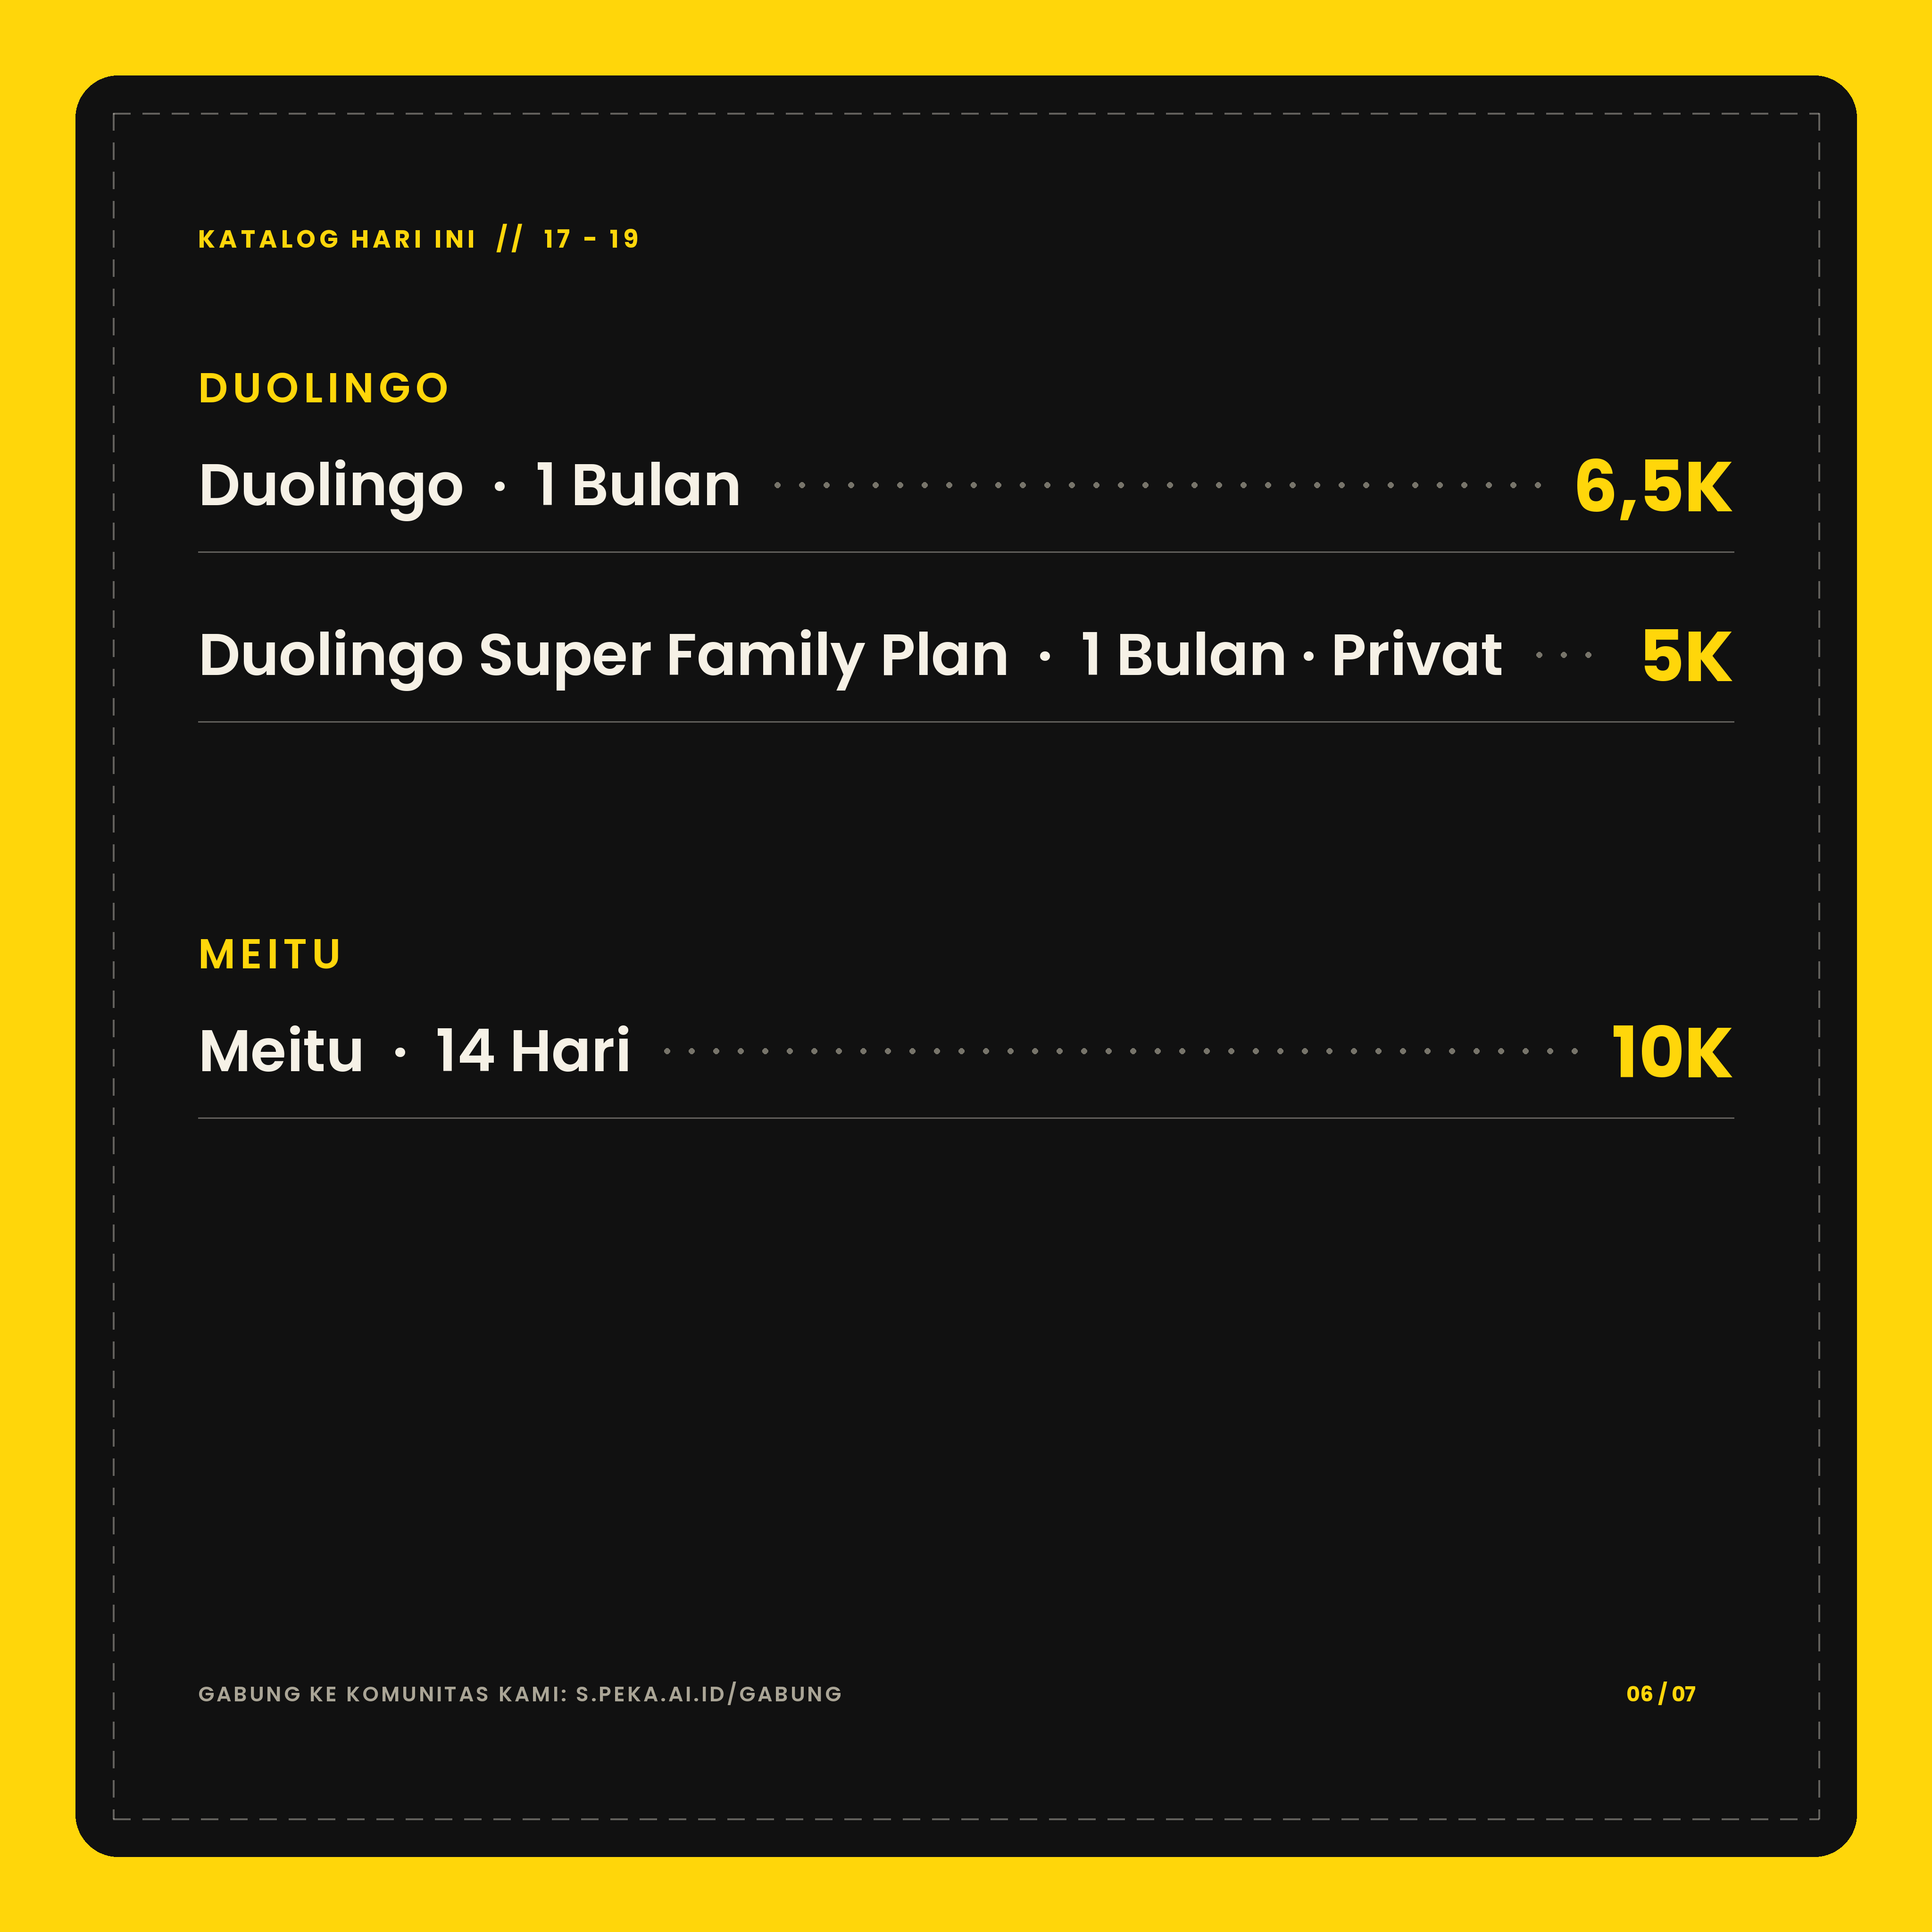 KATALOG HARI INI // 17 - 19
DUOLINGO
Duolingo · 1 Bulan 6,5K
Duolingo Super Family Plan · 1 Bulan · Privat 5K
MEITU
Meitu · 14 Hari 10K
GABUNG KE KOMUNITAS KAMI: S.PEKA.AI.ID/GABUNG 06 / 07